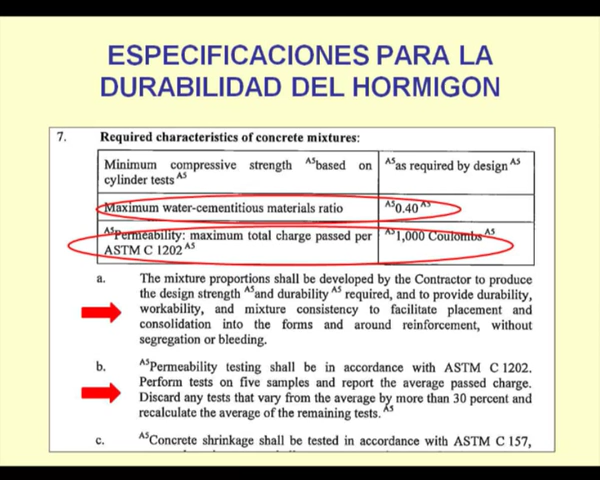 ESPECIFICACIONES PARA LA
DURABILIDAD DEL HORMIGON
7. Required characteristics of concrete mixtures:
Minimum compressive strength A5based on A5as required by design A5
cylinder tests A5
Maximum water-cementitious materials ratio A50.40 A5
A5Permeability: maximum total charge passed per A51,000 Coulombs A5
ASTM C 1202 A5
a. The mixture proportions shall be developed by the Contractor to produce
the design strength A5and durability A5 required, and to provide durability,
workability, and mixture consistency to facilitate placement and
consolidation into the forms and around reinforcement, without
segregation or bleeding.
b. A5Permeability testing shall be in accordance with ASTM C 1202.
Perform tests on five samples and report the average passed charge.
Discard any tests that vary from the average by more than 30 percent and
recalculate the average of the remaining tests. A5
c. A5Concrete shrinkage shall be tested in accordance with ASTM C 157,